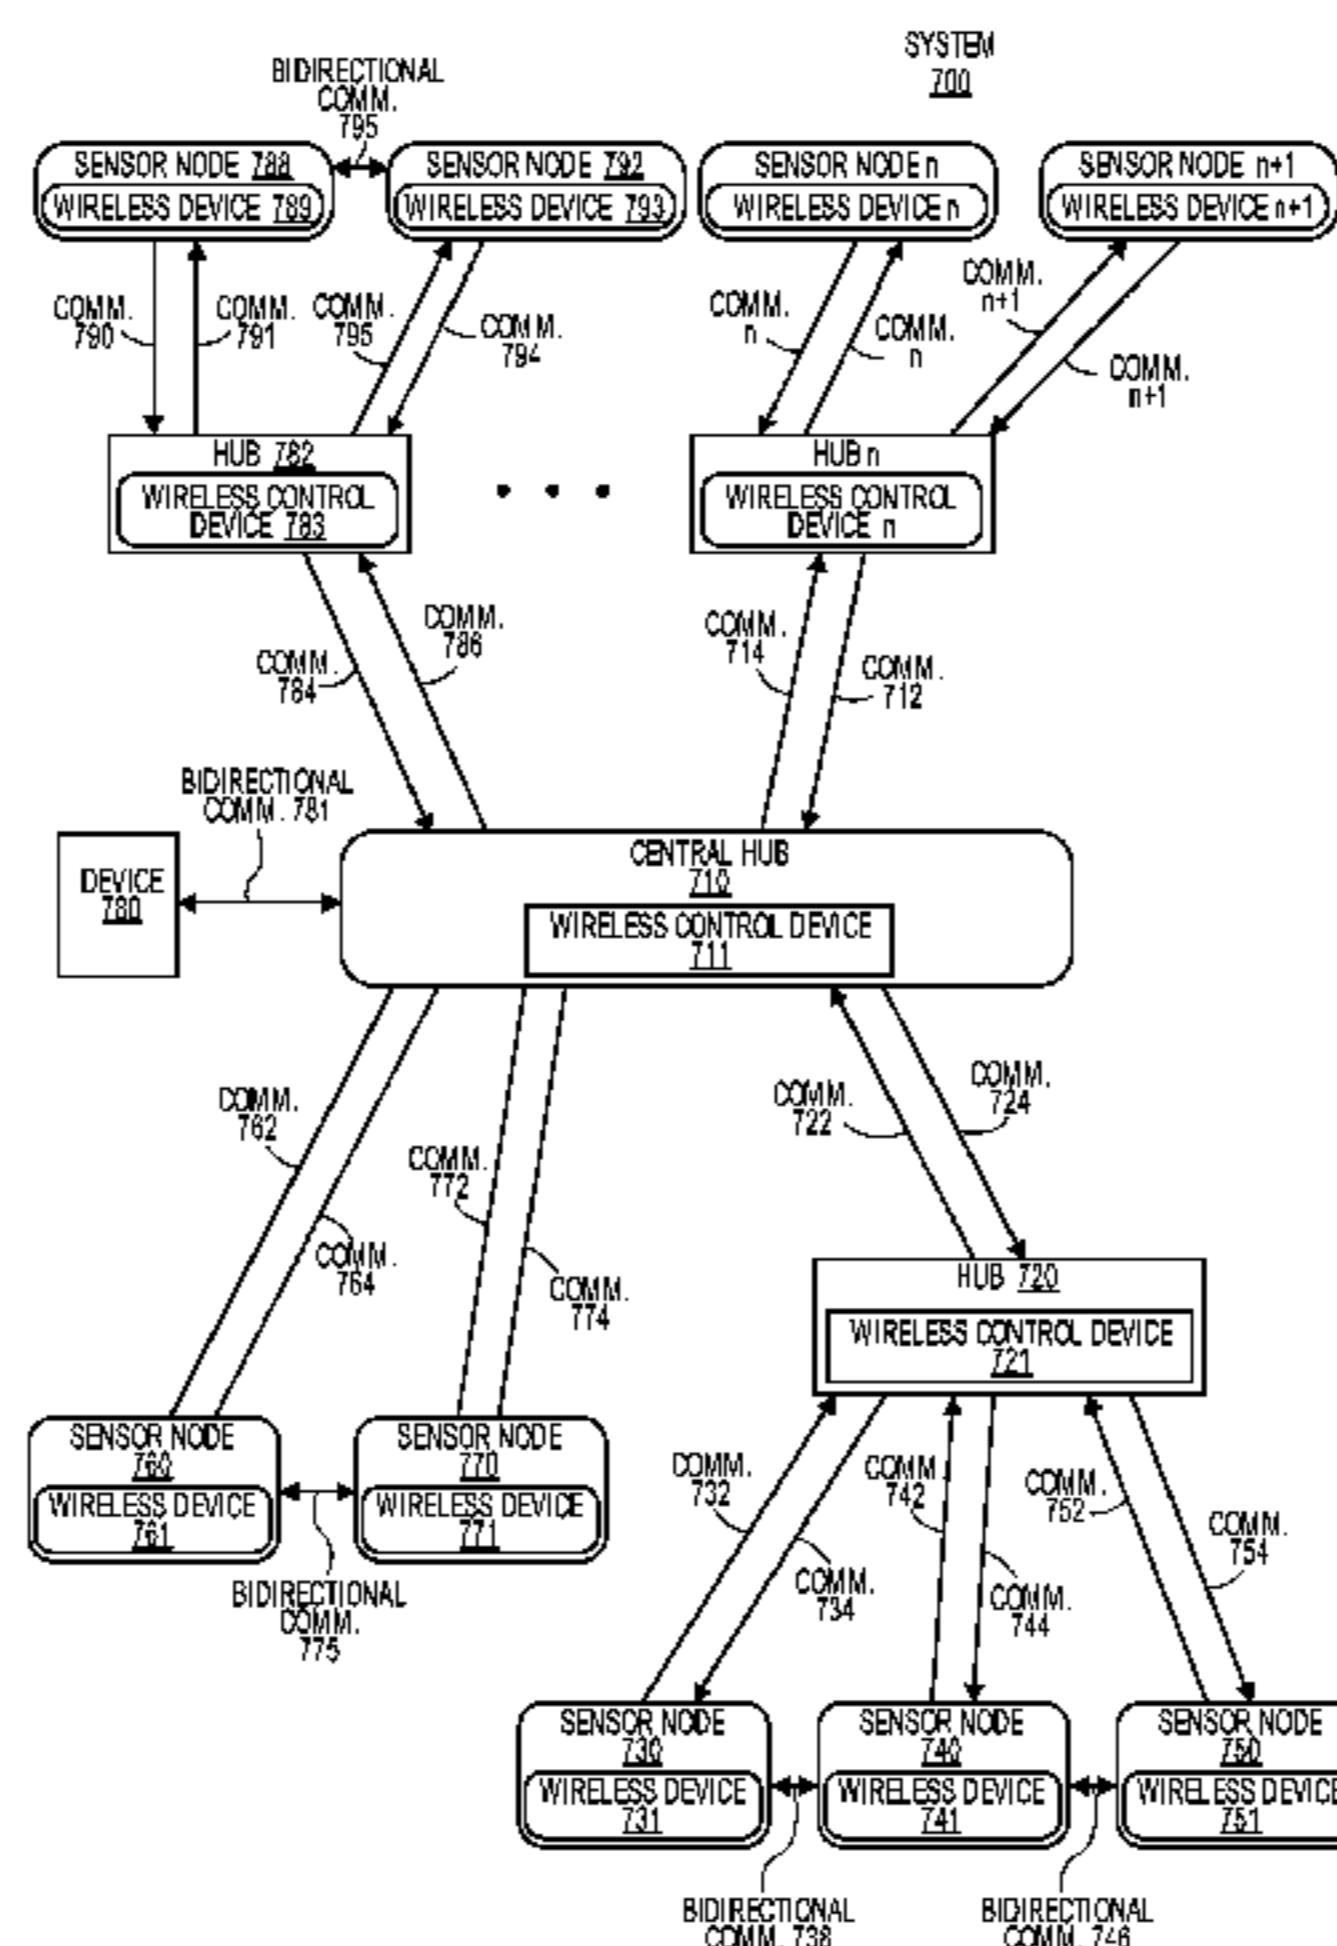 SYSTEM
700
BIDIRECTIONAL
COMM.
795
SENSOR NODE 788
WIRELESS DEVICE 789
SENSOR NODE 792
WIRELESS DEVICE 793
SENSOR NODE n
WIRELESS DEVICE n
SENSOR NODE n+1
WIRELESS DEVICE n+1
COMM.
790
COMM.
791
COMM.
795
COMM.
794
COMM.
n
COMM.
n
COMM.
n+1
COMM.
n+1
HUB 782
WIRELESS CONTROL
DEVICE 783
HUB n
WIRELESS CONTROL
DEVICE n
COMM.
784
COMM.
786
COMM.
714
COMM.
712
BIDIRECTIONAL
COMM. 781
DEVICE
780
CENTRAL HUB
710
WIRELESS CONTROL DEVICE
711
COMM.
762
COMM.
764
COMM.
772
COMM.
774
COMM.
722
COMM.
724
HUB 720
WIRELESS CONTROL DEVICE
721
SENSOR NODE
760
WIRELESS DEVICE
761
SENSOR NODE
770
WIRELESS DEVICE
771
BIDIRECTIONAL
COMM.
775
COMM.
732
COMM.
734
COMM
742
COMM.
744
COMM.
752
COMM.
754
SENSOR NODE
730
WIRELESS DEVICE
731
SENSOR NODE
740
WIRELESS DEVICE
741
SENSOR NODE
750
WIRELESS DEVICE
751
BIDIRECTIONAL
COMM. 738
BIDIRECTIONAL
COMM. 746